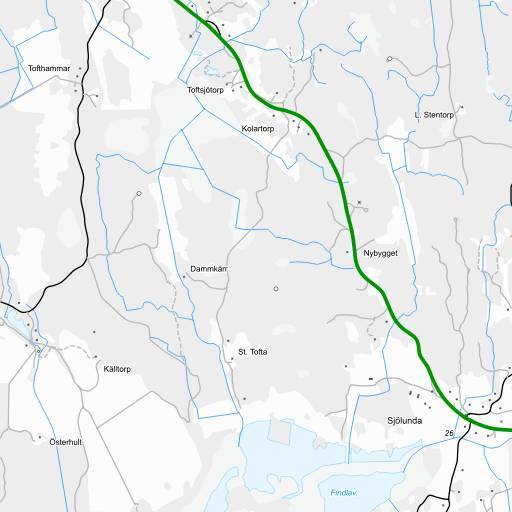 Tofthammar
Toftsjötorp
L. Stentorp
Kolartorp
Nybygget
Dammkärr
St. Tofta
Källtorp
Sjölunda
26
Österhult
Findlav.